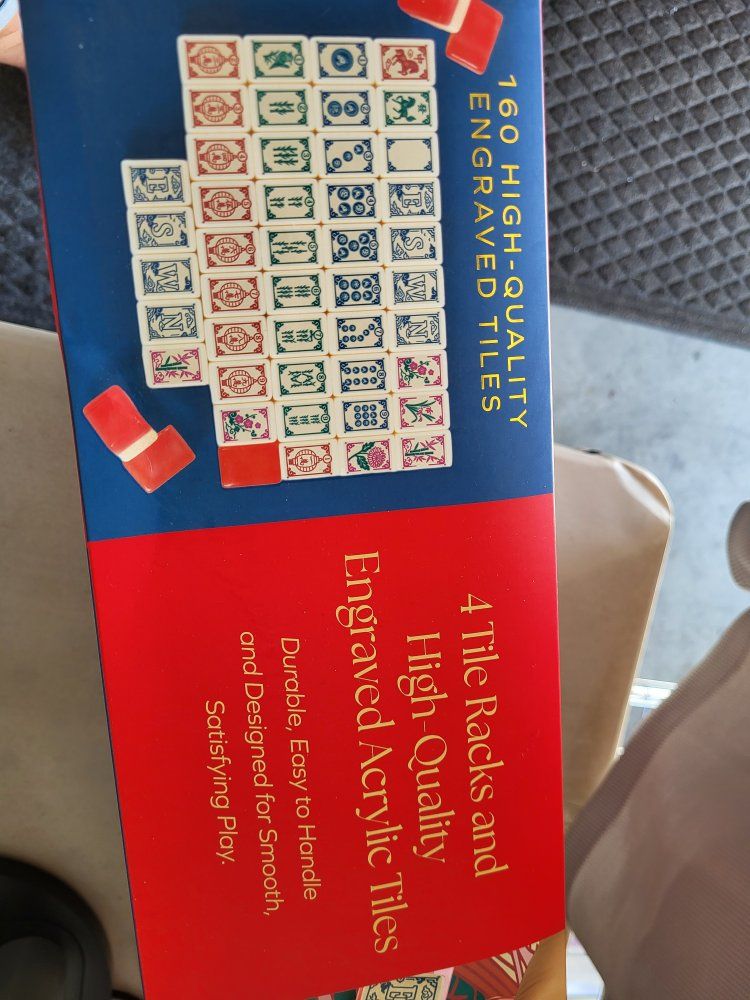 160 HIGH-QUALITY
ENGRAVED TILES
E S W N
E
S
W
N
4 Tile Racks and
High-Quality
Engraved Acrylic Tiles
Durable, Easy to Handle
and Designed for Smooth,
Satisfying Play.